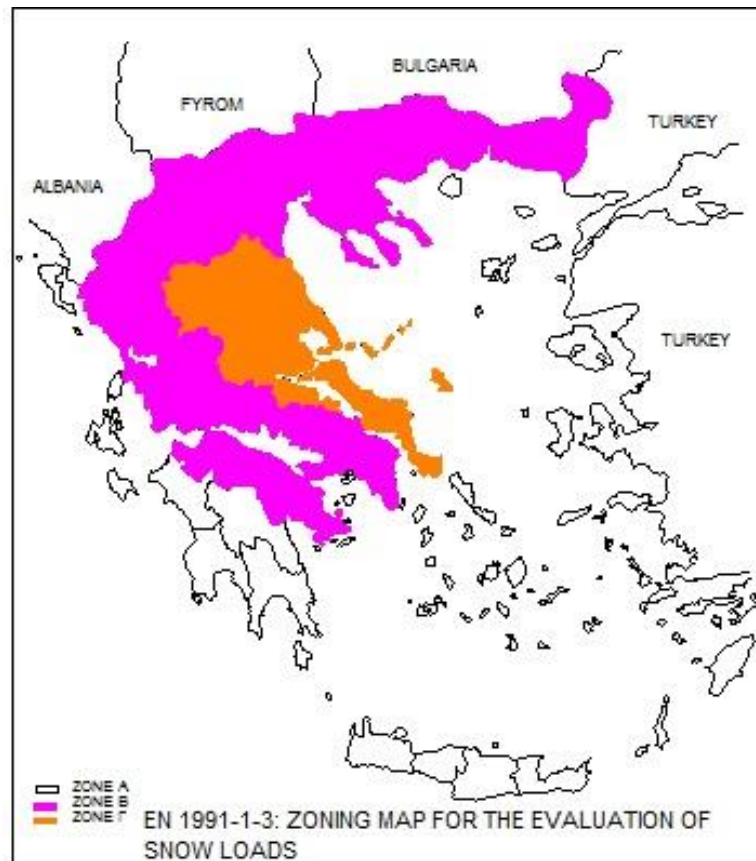 BULGARIA
FYROM
TURKEY
ALBANIA
TURKEY
ZONE A
ZONE B
ZONE Γ
EN 1991-1-3: ZONING MAP FOR THE EVALUATION OF
SNOW LOADS